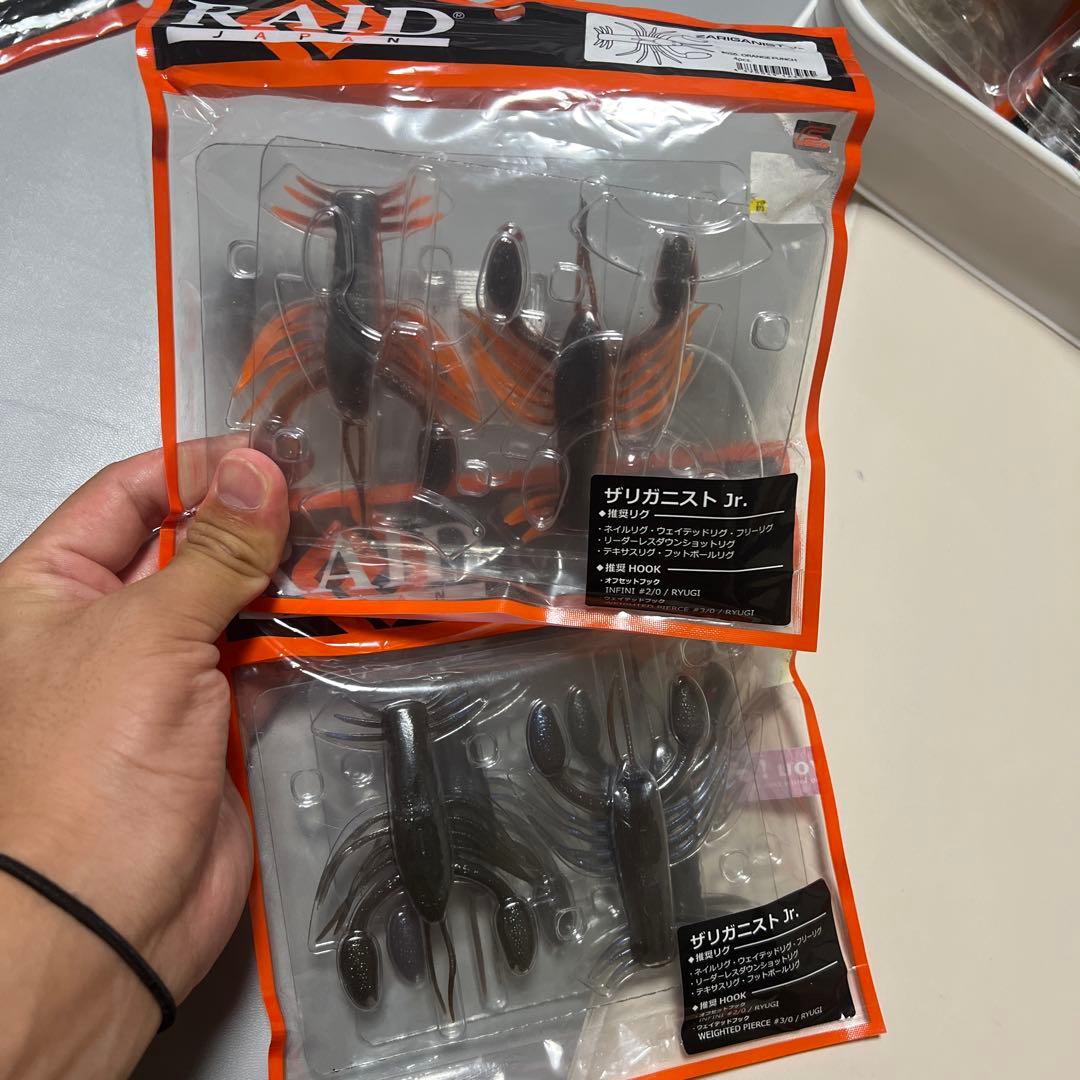 RAID®
JAPAN
ZARIGANIST Jr.
ORANGE PUNCH
4pcs.
ザリガニスト Jr.
◆推奨リグ
・ネイルリグ・ウェイテッドリグ・フリーリグ
・リーダーレスダウンショットリグ
・テキサスリグ・フットボールリグ
◆推奨 HOOK
・オフセットフック
INFINI #2/0 / RYUGI
・ウェイテッドフック
WEIGHTED PIERCE #3/0 / RYUGI
RAID
ザリガニスト Jr.
◆推奨リグ
・ネイルリグ・ウェイテッドリグ・フリーリグ
・リーダーレスダウンショットリグ
・テキサスリグ・フットボールリグ
◆推奨 HOOK
・オフセットフック
INFINI #2/0 / RYUGI
・ウェイテッドフック
WEIGHTED PIERCE #3/0 / RYUGI